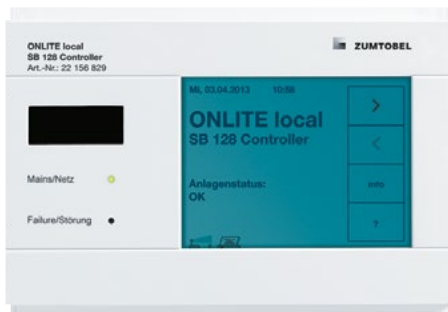 ONLITE local
SB 128 Controller
Art.-Nr.: 22 156 829
ZUMTOBEL
Mi, 03.04.2013 10:58
ONLITE local
SB 128 Controller
Anlagenstatus:
OK
>
<
info
?
Mains/Netz
Failure/Störung